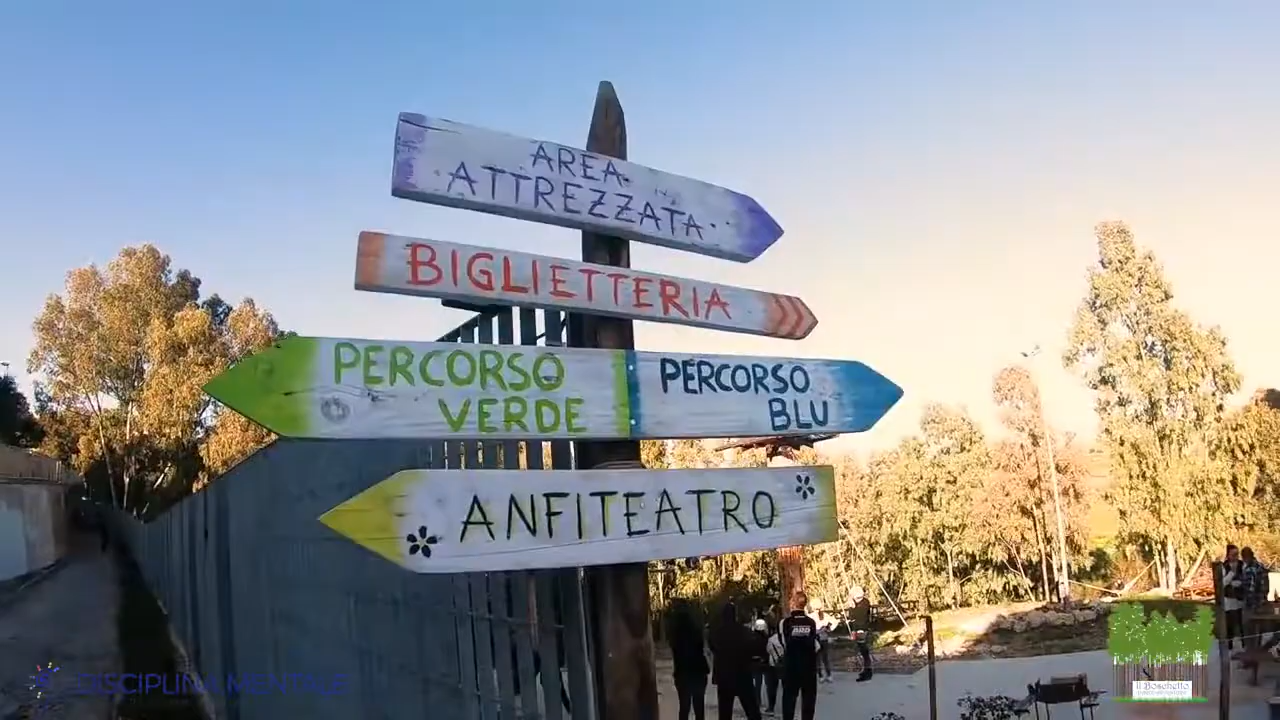 AREA
ATTREZZATA
BIGLIETTERIA
PERCORSO
VERDE
PERCORSO
BLU
ANFITEATRO
DISCIPLINA MENTALE
Il Boschetto